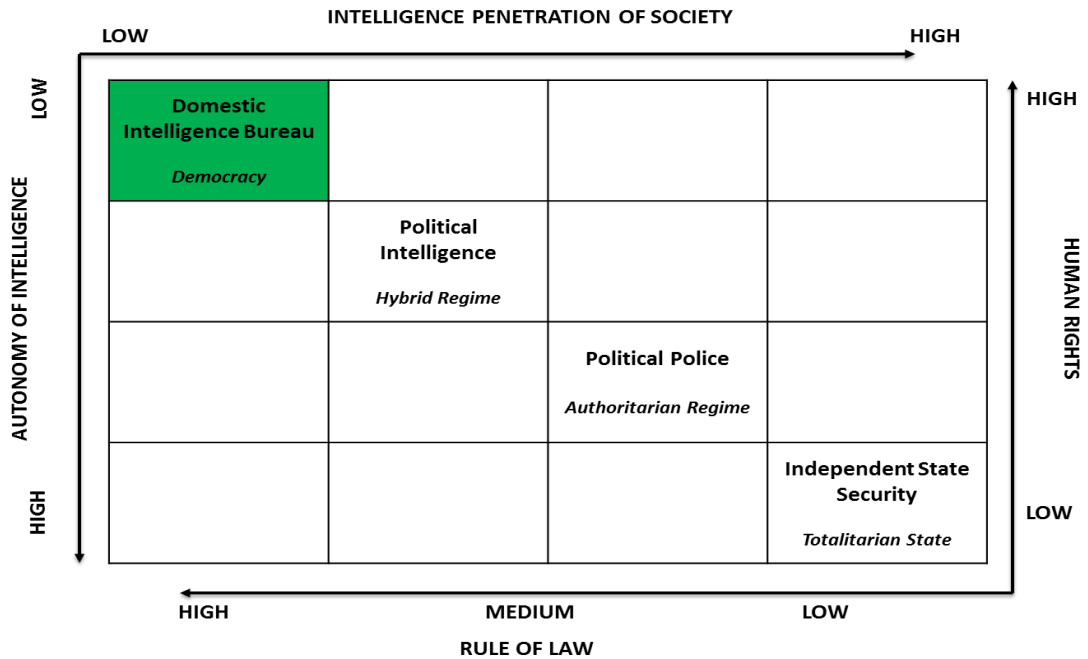 INTELLIGENCE PENETRATION OF SOCIETY
LOW
HIGH
AUTONOMY OF INTELLIGENCE
LOW
HIGH
Domestic
Intelligence Bureau
Democracy
Political
Intelligence
Hybrid Regime
Political Police
Authoritarian Regime
Independent State
Security
Totalitarian State
HIGH
HUMAN RIGHTS
LOW
HIGH
MEDIUM
LOW
RULE OF LAW